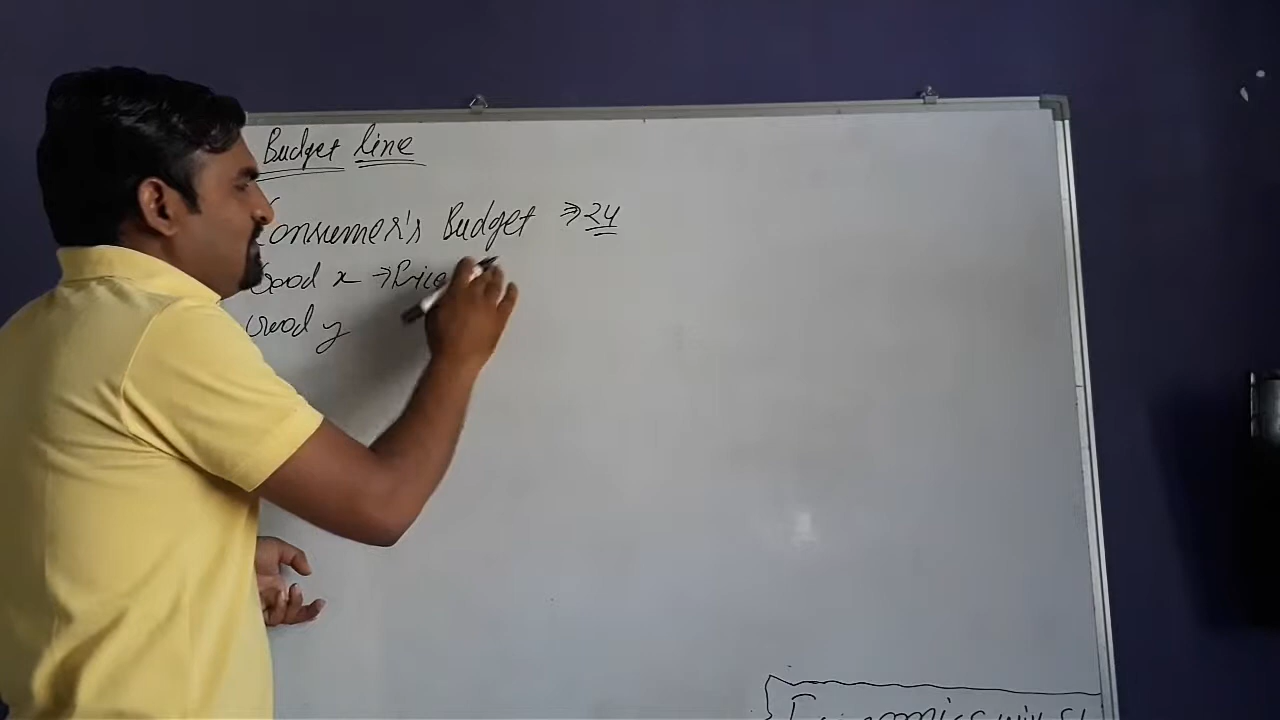 Budget line
Consumer's Budget ⇒ 24
Good x → Price
Good y